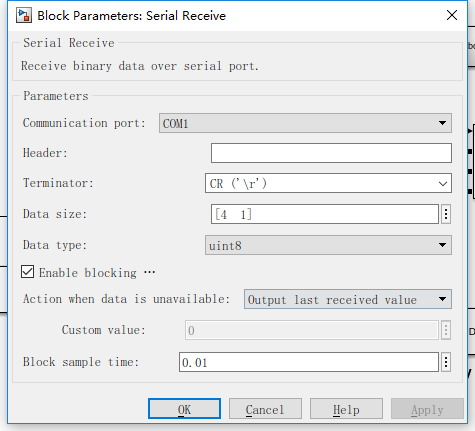 Block Parameters: Serial Receive
Serial Receive
Receive binary data over serial port.
Parameters
Communication port: COM1
Header:
Terminator: CR ('\r')
Data size: [4 1]
Data type: uint8
Enable blocking ...
Action when data is unavailable: Output last received value
Custom value: 0
Block sample time: 0.01
OK Cancel Help Apply